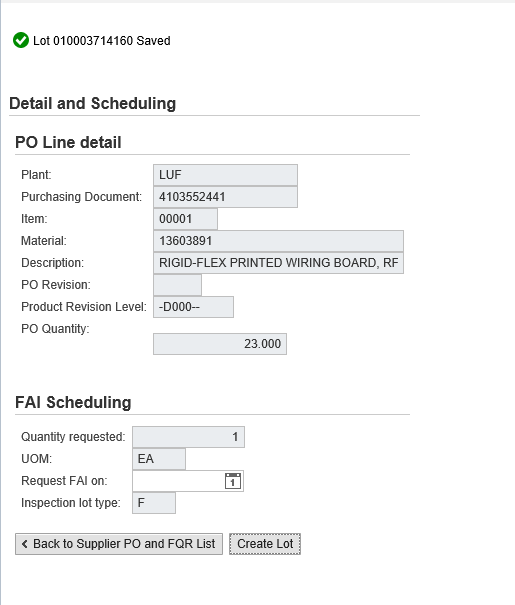 Lot 010003714160 Saved
Detail and Scheduling
PO Line detail
Plant: LUF
Purchasing Document: 4103552441
Item: 00001
Material: 13603891
Description: RIGID-FLEX PRINTED WIRING BOARD, RF
PO Revision:
Product Revision Level: -D000--
PO Quantity:
23.000
FAI Scheduling
Quantity requested: 1
UOM: EA
Request FAI on: 1
Inspection lot type: F
< Back to Supplier PO and FQR List Create Lot